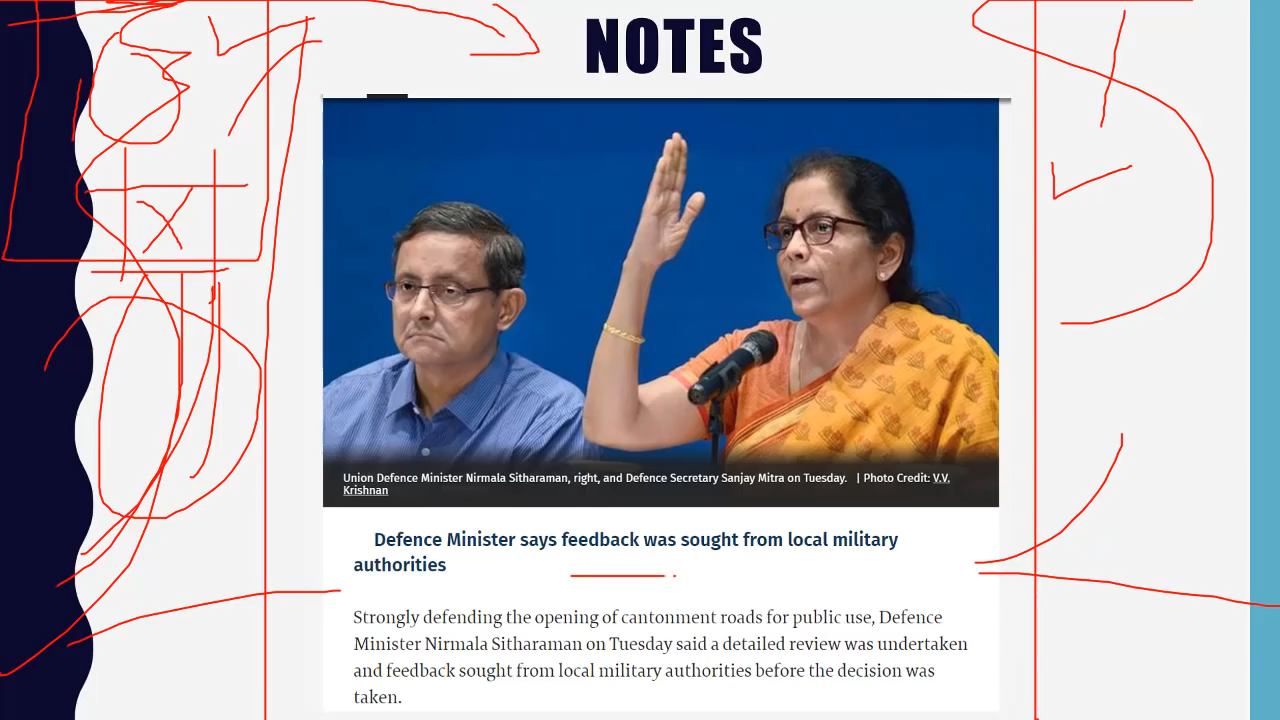 NOTES
Union Defence Minister Nirmala Sitharaman, right, and Defence Secretary Sanjay Mitra on Tuesday. | Photo Credit: V.V.
Krishnan
Defence Minister says feedback was sought from local military
authorities
Strongly defending the opening of cantonment roads for public use, Defence
Minister Nirmala Sitharaman on Tuesday said a detailed review was undertaken
and feedback sought from local military authorities before the decision was
taken.